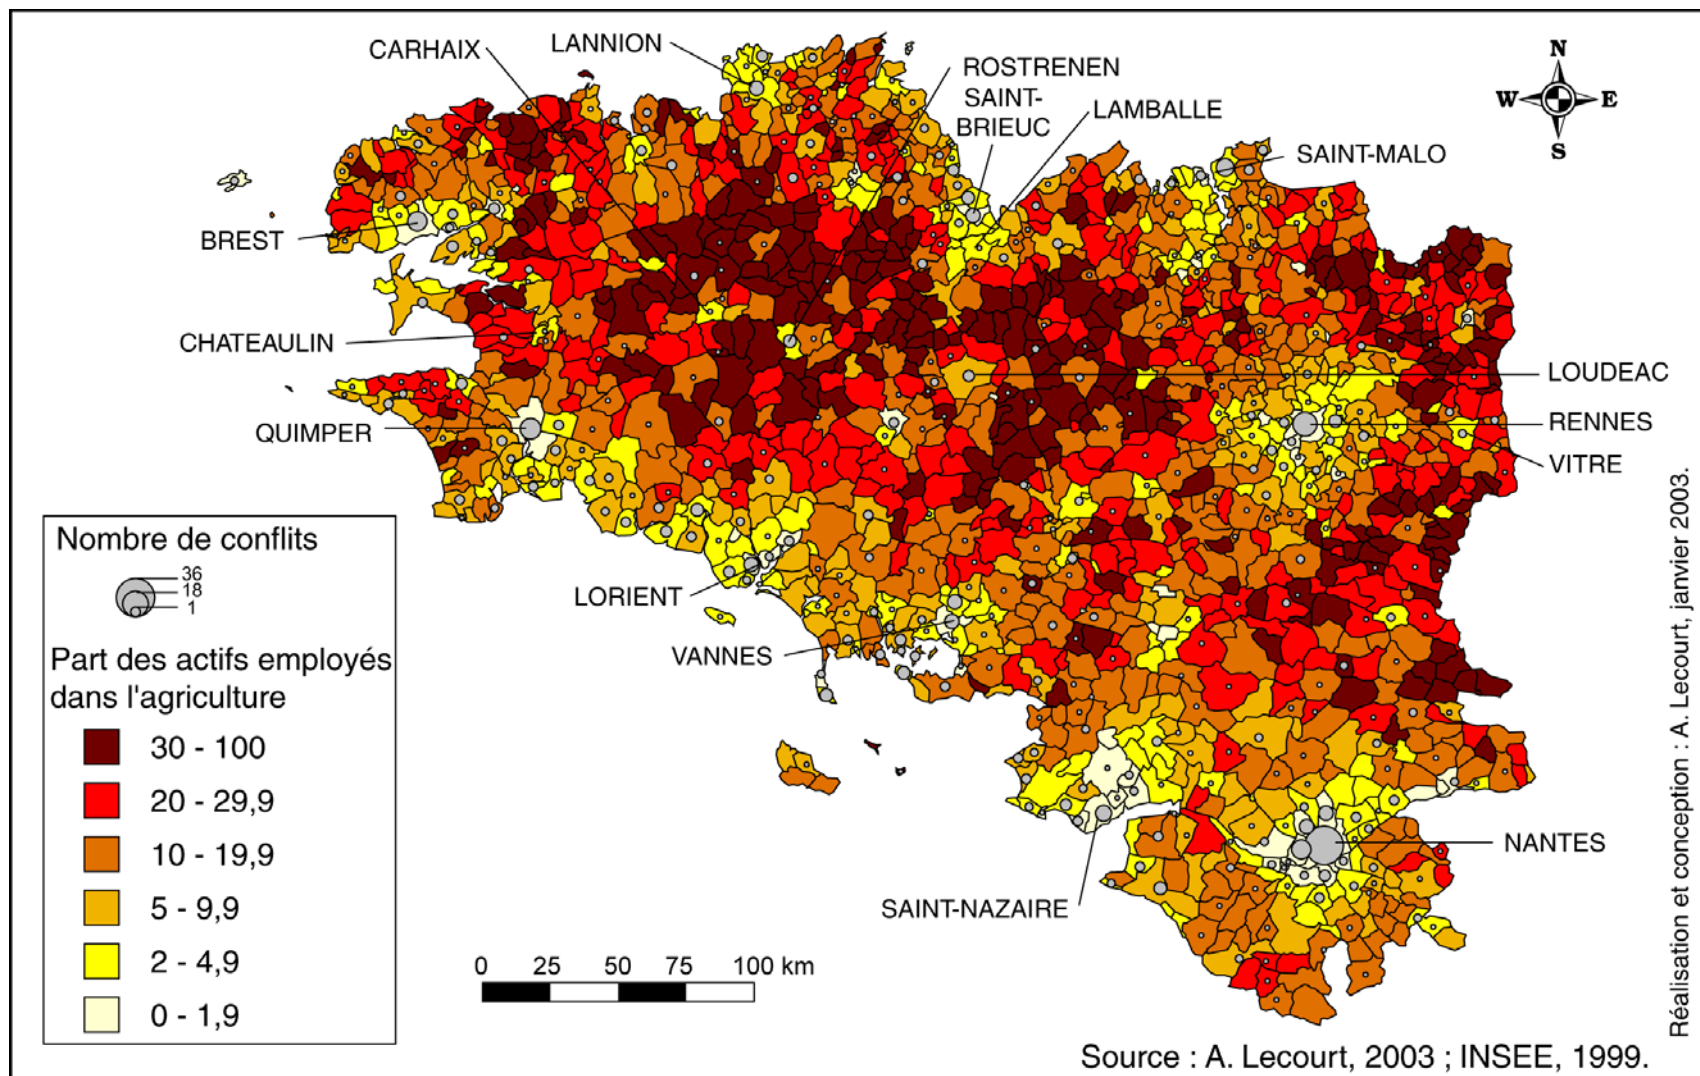 CARHAIX
LANNION
ROSTRENEN
SAINT-
BRIEUC
LAMBALLE
SAINT-MALO
N
W
E
S
BREST
CHATEAULIN
QUIMPER
LOUDEAC
RENNES
VITRE
LORIENT
VANNES
NANTES
SAINT-NAZAIRE
Nombre de conflits
36
18
1
Part des actifs employés
dans l'agriculture
30 - 100
20 - 29,9
10 - 19,9
5 - 9,9
2 - 4,9
0 - 1,9
0 25 50 75 100 km
Réalisation et conception : A. Lecourt, janvier 2003.
Source : A. Lecourt, 2003 ; INSEE, 1999.